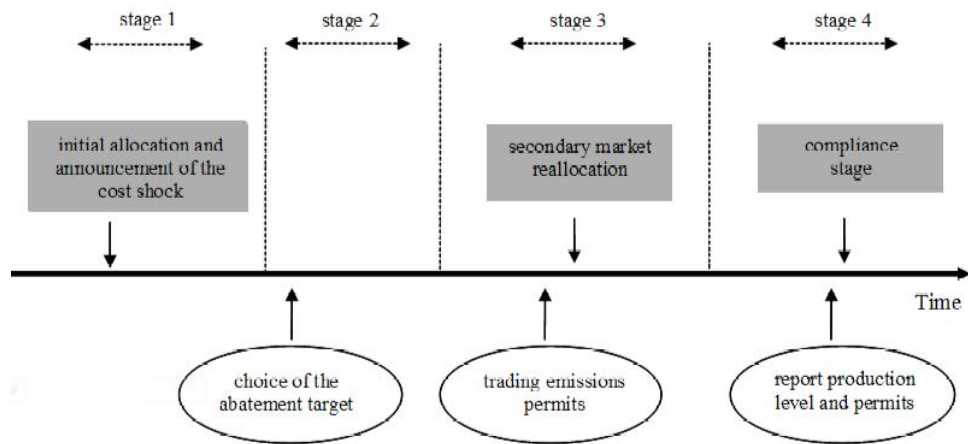 stage 1
stage 2
stage 3
stage 4
initial allocation and
announcement of the
cost shock
secondary market
reallocation
compliance
stage
Time
choice of the
abatement target
trading emissions
permits
report production
level and permits